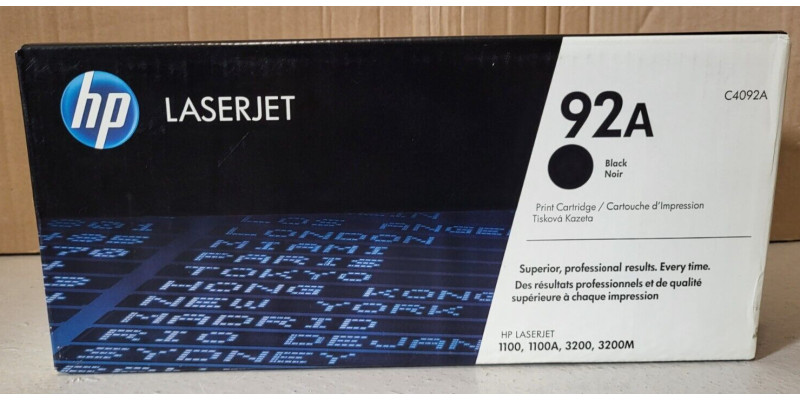 hp
LASERJET
92A
C4092A
Black
Noir
Print Cartridge / Cartouche d'Impression
Tisková Kazeta
Superior, professional results. Every time.
Des résultats professionnels et de qualité
supérieure à chaque impression
HP LASERJET
1100, 1100A, 3200, 3200M
LOS ANGE
LONDON
MIAMI
PARIS
TOKYO
HONG KONG
NEW YORK
MADRID
RIO DE JAN
SYDNEY